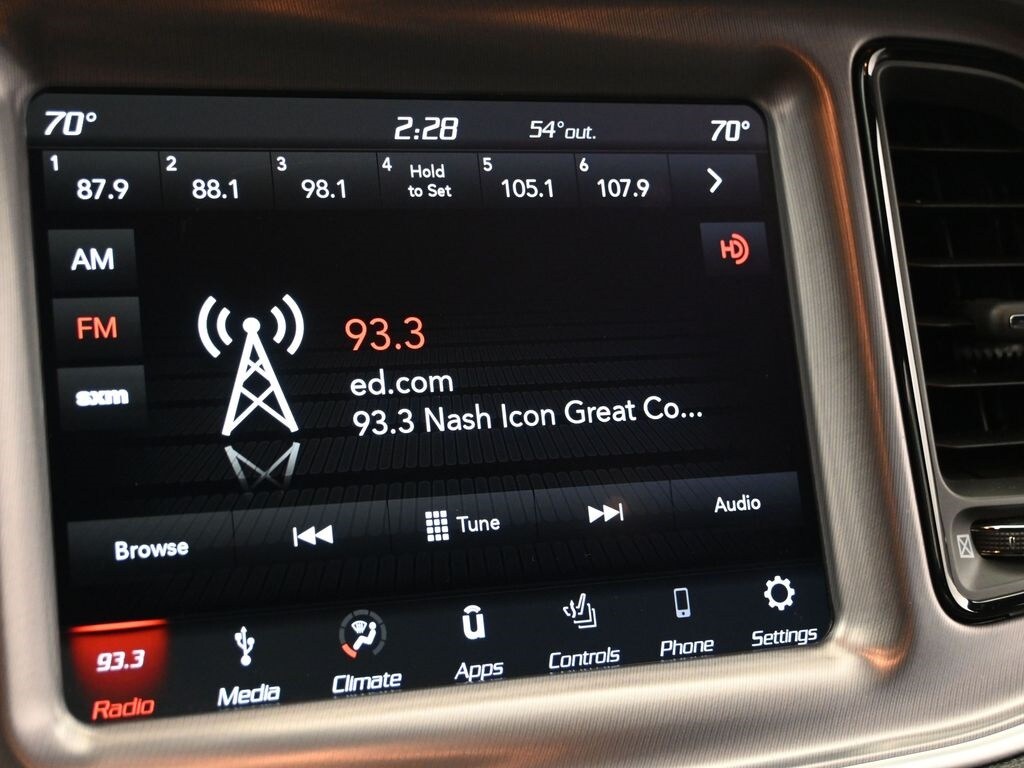 70° 2:28 54°out. 70°
1 87.9 2 88.1 3 98.1 4 Hold to Set 5 105.1 6 107.9
AM
HD
FM
93.3
sxm
ed.com
93.3 Nash Icon Great Co...
Browse Tune Audio
93.3
Radio Media Climate Apps Controls Phone Settings